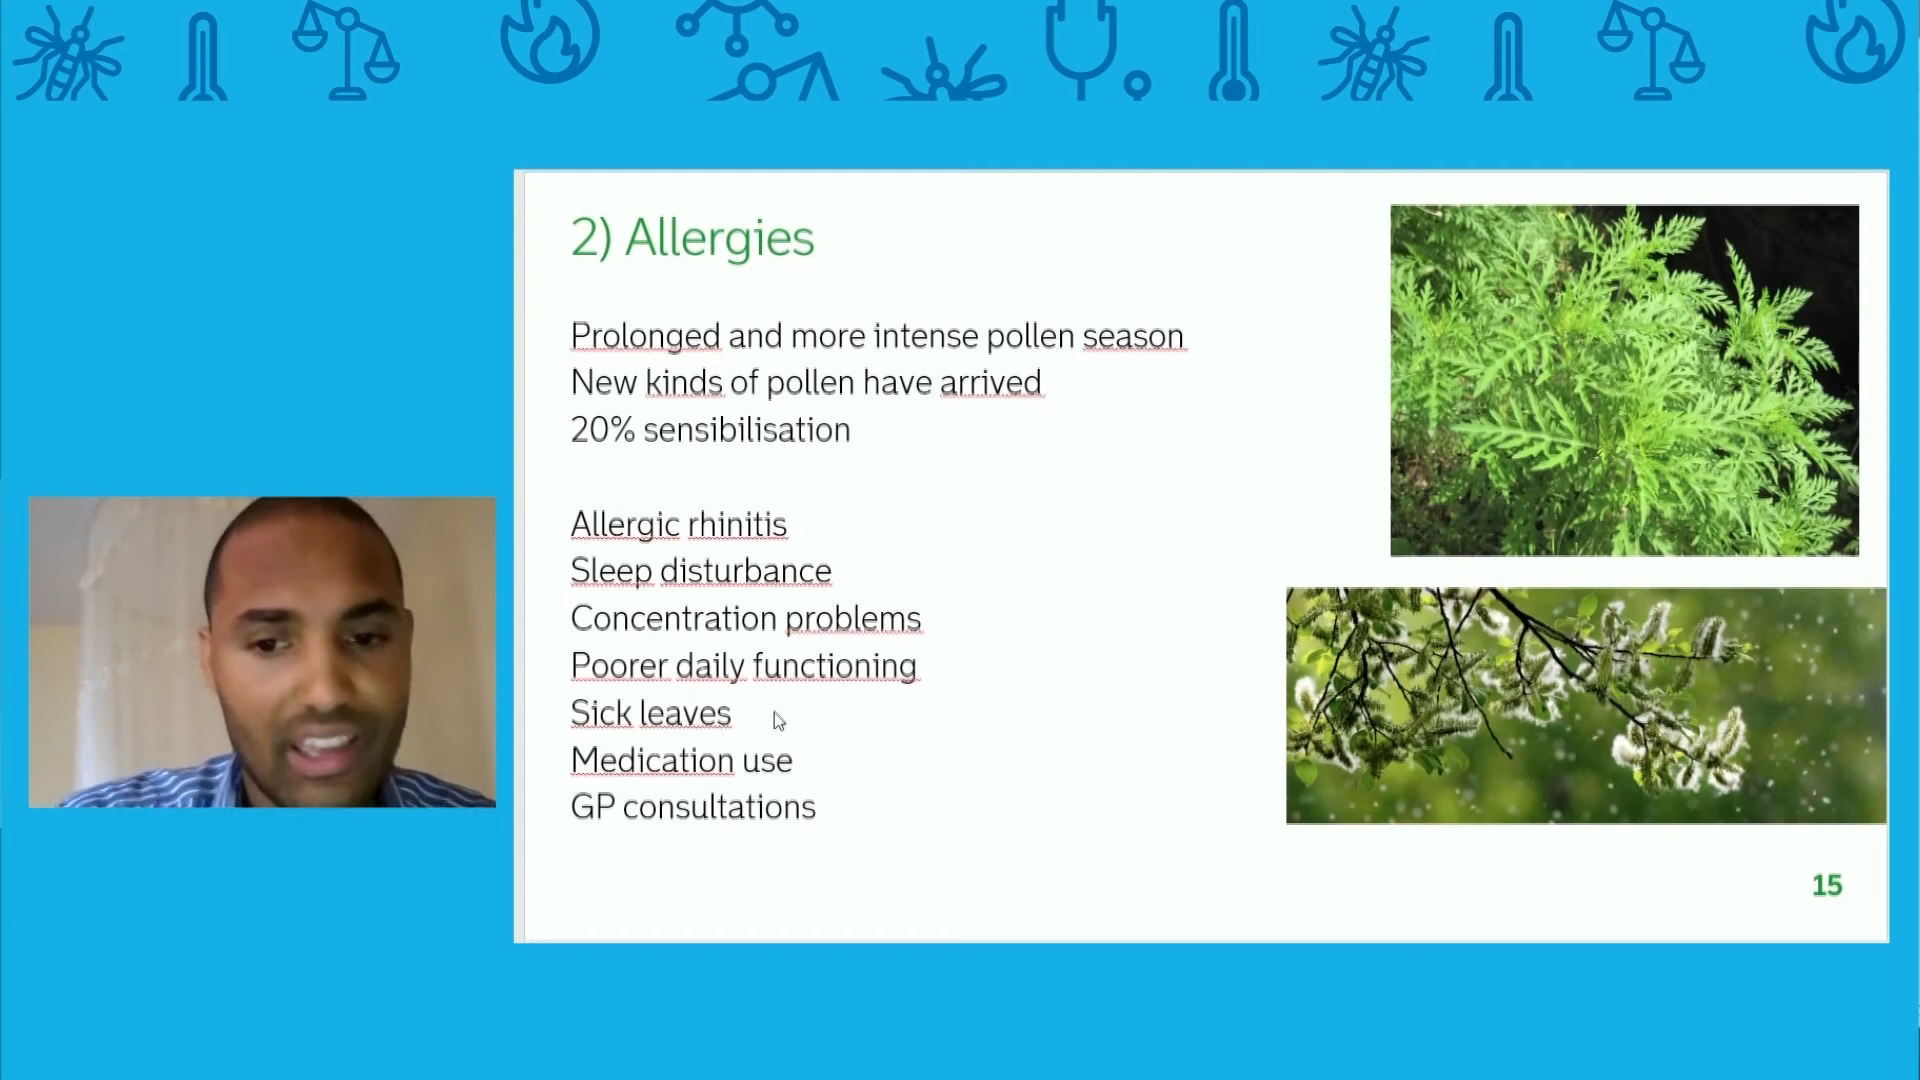 2) Allergies
Prolonged and more intense pollen season
New kinds of pollen have arrived
20% sensibilisation
Allergic rhinitis
Sleep disturbance
Concentration problems
Poorer daily functioning
Sick leaves
Medication use
GP consultations
15